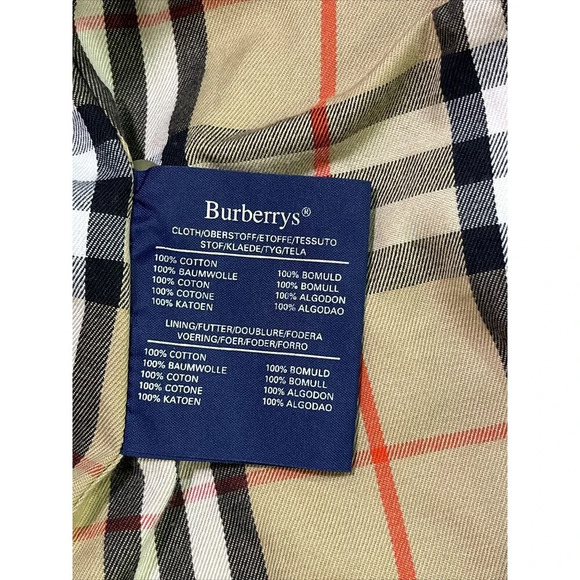 Burberrys®
CLOTH/OBERSTOFF/ETOFFE/TESSUTO
STOF/KLAEDE/TYG/TELA
100% COTTON 100% BOMULD
100% BAUMWOLLE 100% BOMULL
100% COTON 100% ALGODON
100% COTONE 100% ALGODAO
100% KATOEN
LINING/FUTTER/DOUBLURE/FODERA
VOERING/FOER/FODER/FORRO
100% COTTON 100% BOMULD
100% BAUMWOLLE 100% BOMULL
100% COTON 100% ALGODON
100% COTONE 100% ALGODAO
100% KATOEN